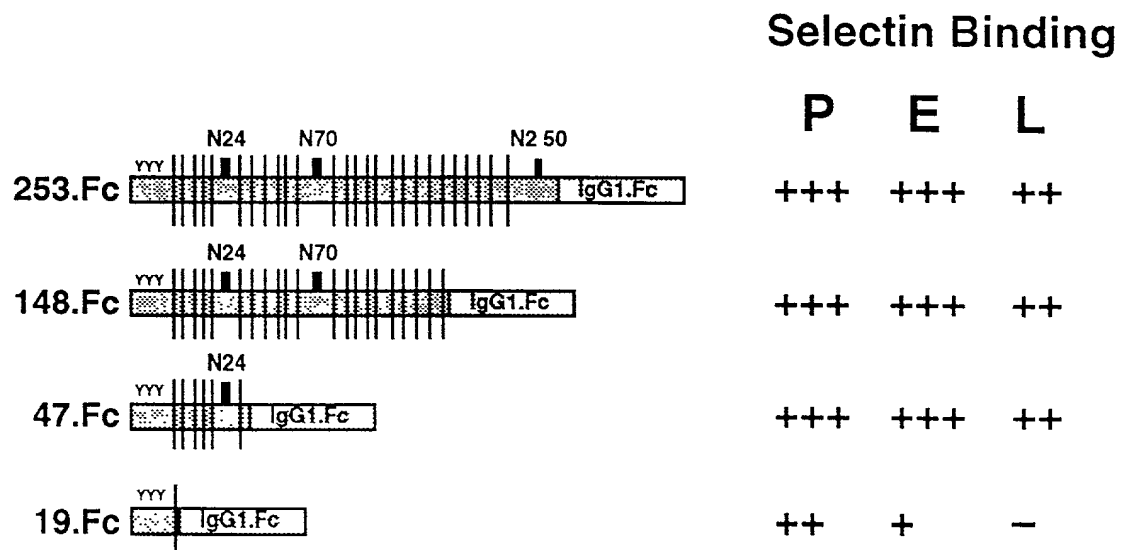 Selectin Binding
P E L
N24 N70 N2 50
YYY
253.Fc IgG1.Fc +++ +++ ++
N24 N70
YYY
148.Fc IgG1.Fc +++ +++ ++
N24
YYY
47.Fc IgG1.Fc +++ +++ ++
YYY
19.Fc IgG1.Fc ++ + −